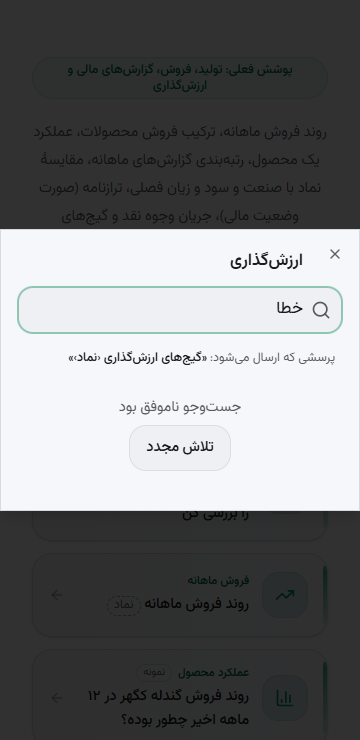 پوشش فعلی: تولید، فروش، گزارش‌های مالی و
ارزش‌گذاری
روند فروش ماهانه، ترکیب فروش محصولات، عملکرد
یک محصول، رتبه‌بندی گزارش‌های ماهانه، مقایسهٔ
نماد با صنعت و سود و زیان فصلی، ترازنامه (صورت
وضعیت مالی)، جریان وجوه نقد و گیج‌های
ارزش‌گذاری
خطا
پرسشی که ارسال می‌شود: «گیج‌های ارزش‌گذاری ‹نماد›»
جست‌وجو ناموفق بود
تلاش مجدد
را بررسی کن
فروش ماهانه
روند فروش ماهانه نماد
عملکرد محصول نمونه
روند فروش گندله کگهر در ۱۲
ماهه اخیر چطور بوده؟